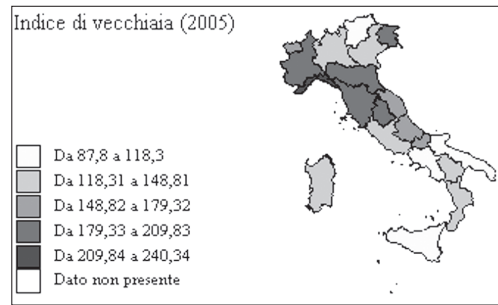 Indice di vecchiaia (2005)
Da 87,8 a 118,3
Da 118,31 a 148,81
Da 148,82 a 179,32
Da 179,33 a 209,83
Da 209,84 a 240,34
Dato non presente